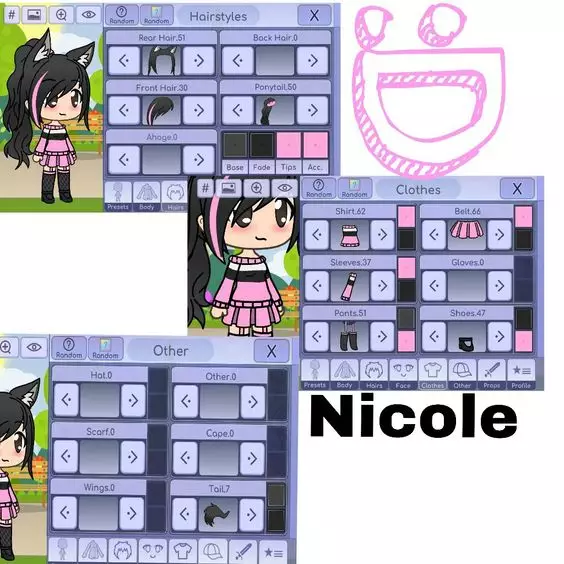 # Random Random Hairstyles X
Rear Hair.51 Back Hair.0
Front Hair.30 Ponytail.50
Ahoge.0
Base Fade Tips Acc.
Presets Body Hairs
# Random Random Clothes X
Shirt.62 Belt.66
Sleeves.37 Gloves.0
Pants.51 Shoes.47
Presets Body Hairs Face Clothes Other Props Profile
Random Random Other X
Hat.0 Other.0
Scarf.0 Cape.0
Wings.0 Tail.7
Nicole